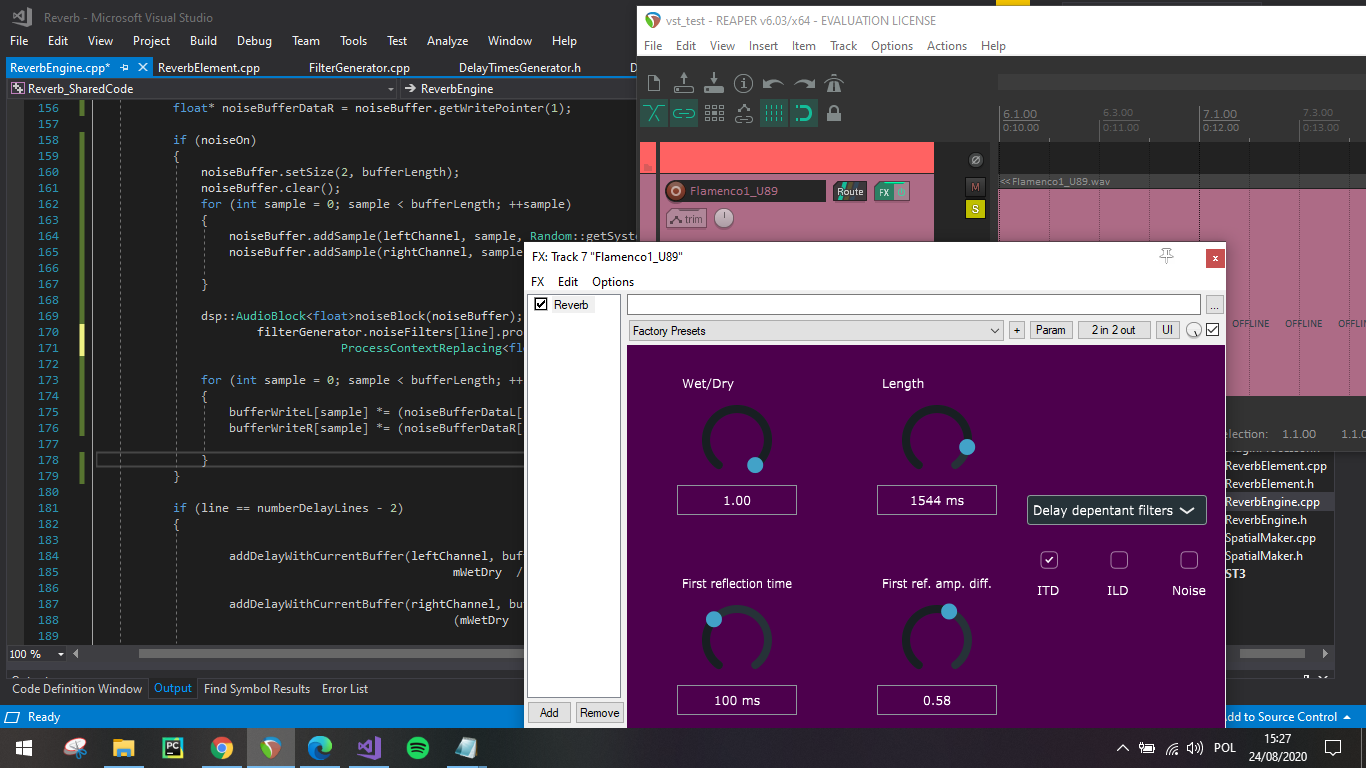 Reverb - Microsoft Visual Studio
File Edit View Project Build Debug Team Tools Test Analyze Window Help
ReverbEngine.cpp* ReverbElement.cpp FilterGenerator.cpp DelayTimesGenerator.h
Reverb_SharedCode ReverbEngine
156 float* noiseBufferDataR = noiseBuffer.getWritePointer(1);
157
158 if (noiseOn)
159 {
160 noiseBuffer.setSize(2, bufferLength);
161 noiseBuffer.clear();
162 for (int sample = 0; sample < bufferLength; ++sample)
163 {
164 noiseBuffer.addSample(leftChannel, sample, Random::getSyst
165 noiseBuffer.addSample(rightChannel, sample
166
167 }
168
169 dsp::AudioBlock<float>noiseBlock(noiseBuffer);
170 filterGenerator.noiseFilters[line].pro
171 ProcessContextReplacing<fl
172
173 for (int sample = 0; sample < bufferLength; ++
174 {
175 bufferWriteL[sample] *= (noiseBufferDataL[
176 bufferWriteR[sample] *= (noiseBufferDataR[
177
178 }
179 }
180
181 if (line == numberDelayLines - 2)
182 {
183
184 addDelayWithCurrentBuffer(leftChannel, buf
185 mWetDry /
186
187 addDelayWithCurrentBuffer(rightChannel, bu
188 (mWetDry
189
100 %
Code Definition Window Output Find Symbol Results Error List
Ready
vst_test - REAPER v6.03/x64 - EVALUATION LICENSE
File Edit View Insert Item Track Options Actions Help
6.1.00 6.3.00 7.1.00 7.3.00
0:10.00 0:11.00 0:12.00 0:13.00
Flamenco1_U89 Route FX M
trim S
<<Flamenco1_U89.wav
OFFLINE OFFLINE OFFLINE
election: 1.1.00 1.1.0
FX: Track 7 "Flamenco1_U89"
FX Edit Options
Reverb
...
Factory Presets + Param 2 in 2 out UI
Wet/Dry Length
1.00 1544 ms
Delay dependant filters
ITD ILD Noise
First reflection time First ref. amp. diff.
100 ms 0.58
Add Remove
ReverbElement.cpp
ReverbElement.h
ReverbEngine.cpp
ReverbEngine.h
SpatialMaker.cpp
SpatialMaker.h
ST3
dd to Source Control
POL
15:27
24/08/2020